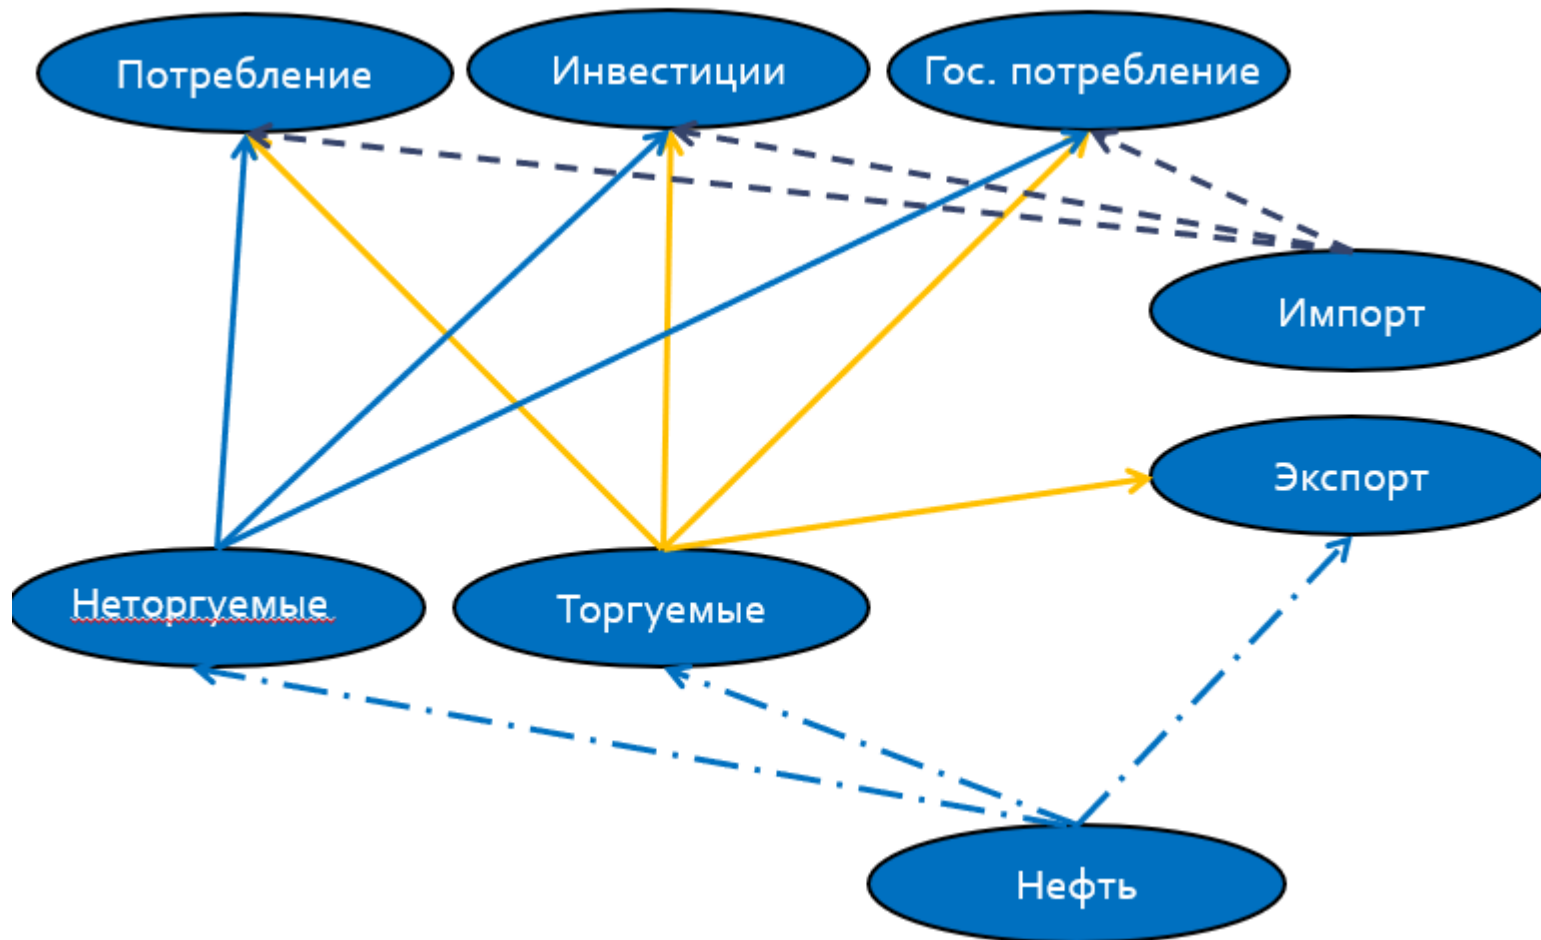 Потребление
Инвестиции
Гос. потребление
Импорт
Экспорт
Неторгуемые
Торгуемые
Нефть